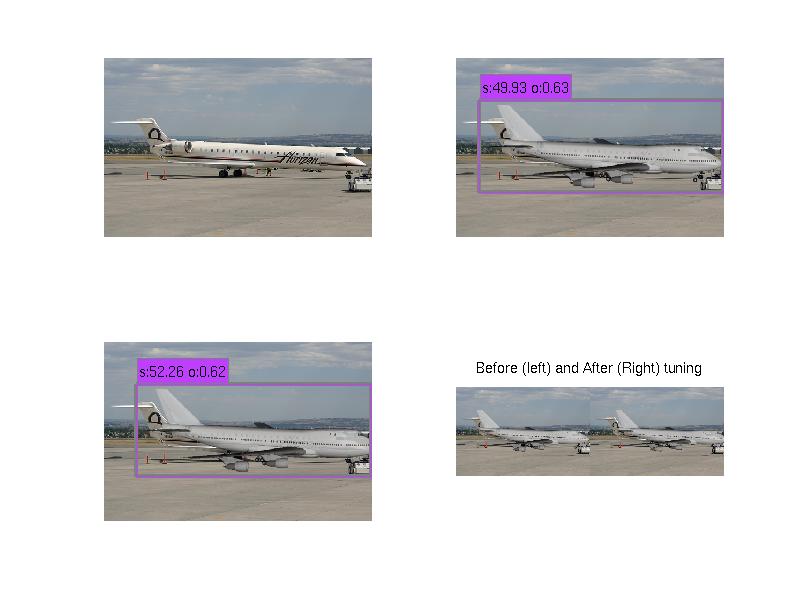 Horizon
s:49.93 o:0.63
s:52.26 o:0.62
Before (left) and After (Right) tuning